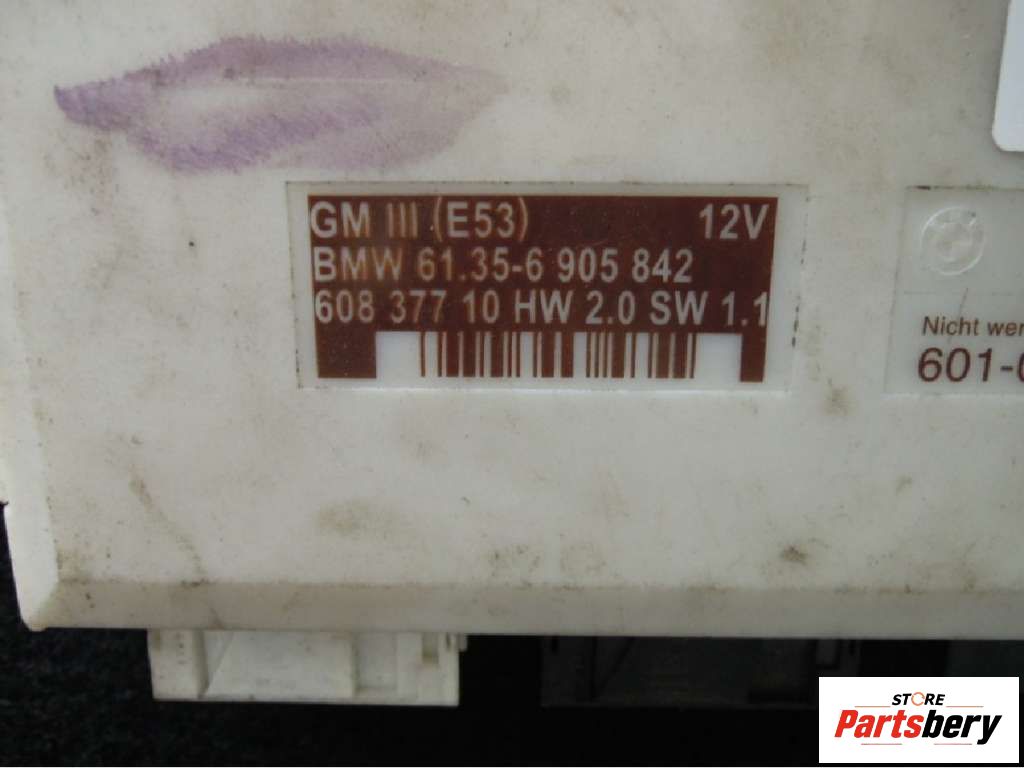 GM III (E53) 12V
BMW 61.35-6 905 842
608 377 10 HW 2.0 SW 1.1
Nicht
601-
STORE
Partsbery